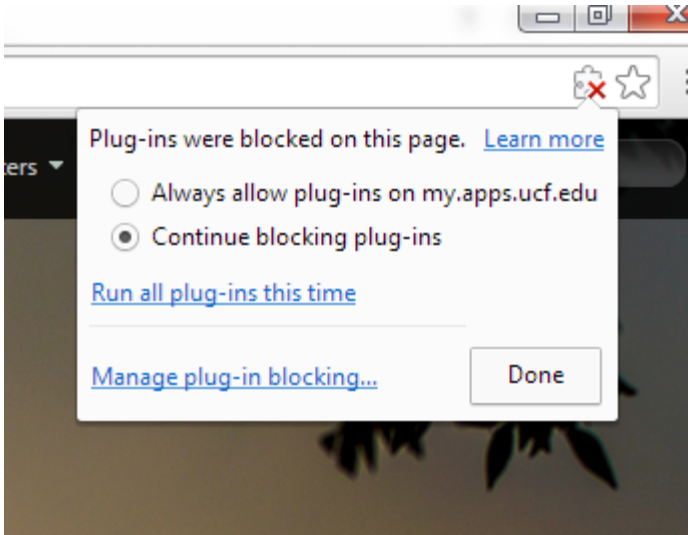 Plug-ins were blocked on this page. Learn more
ters
Always allow plug-ins on my.apps.ucf.edu
Continue blocking plug-ins
Run all plug-ins this time
Manage plug-in blocking...
Done